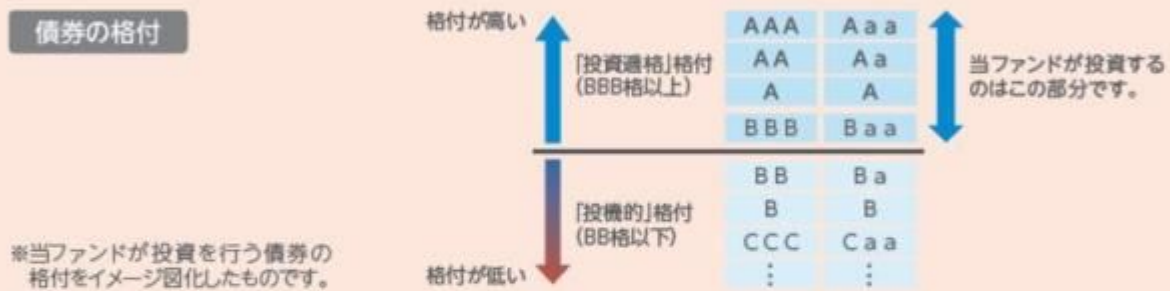 債券の格付
格付が高い
「投資適格」格付
(BBB格以上)
AAA Aaa
AA Aa
A A
BBB Baa
当ファンドが投資する
のはこの部分です。
「投機的」格付
(BB格以下)
BB Ba
B B
CCC Caa
⋮ ⋮
格付が低い
※当ファンドが投資を行う債券の
格付をイメージ図化したものです。